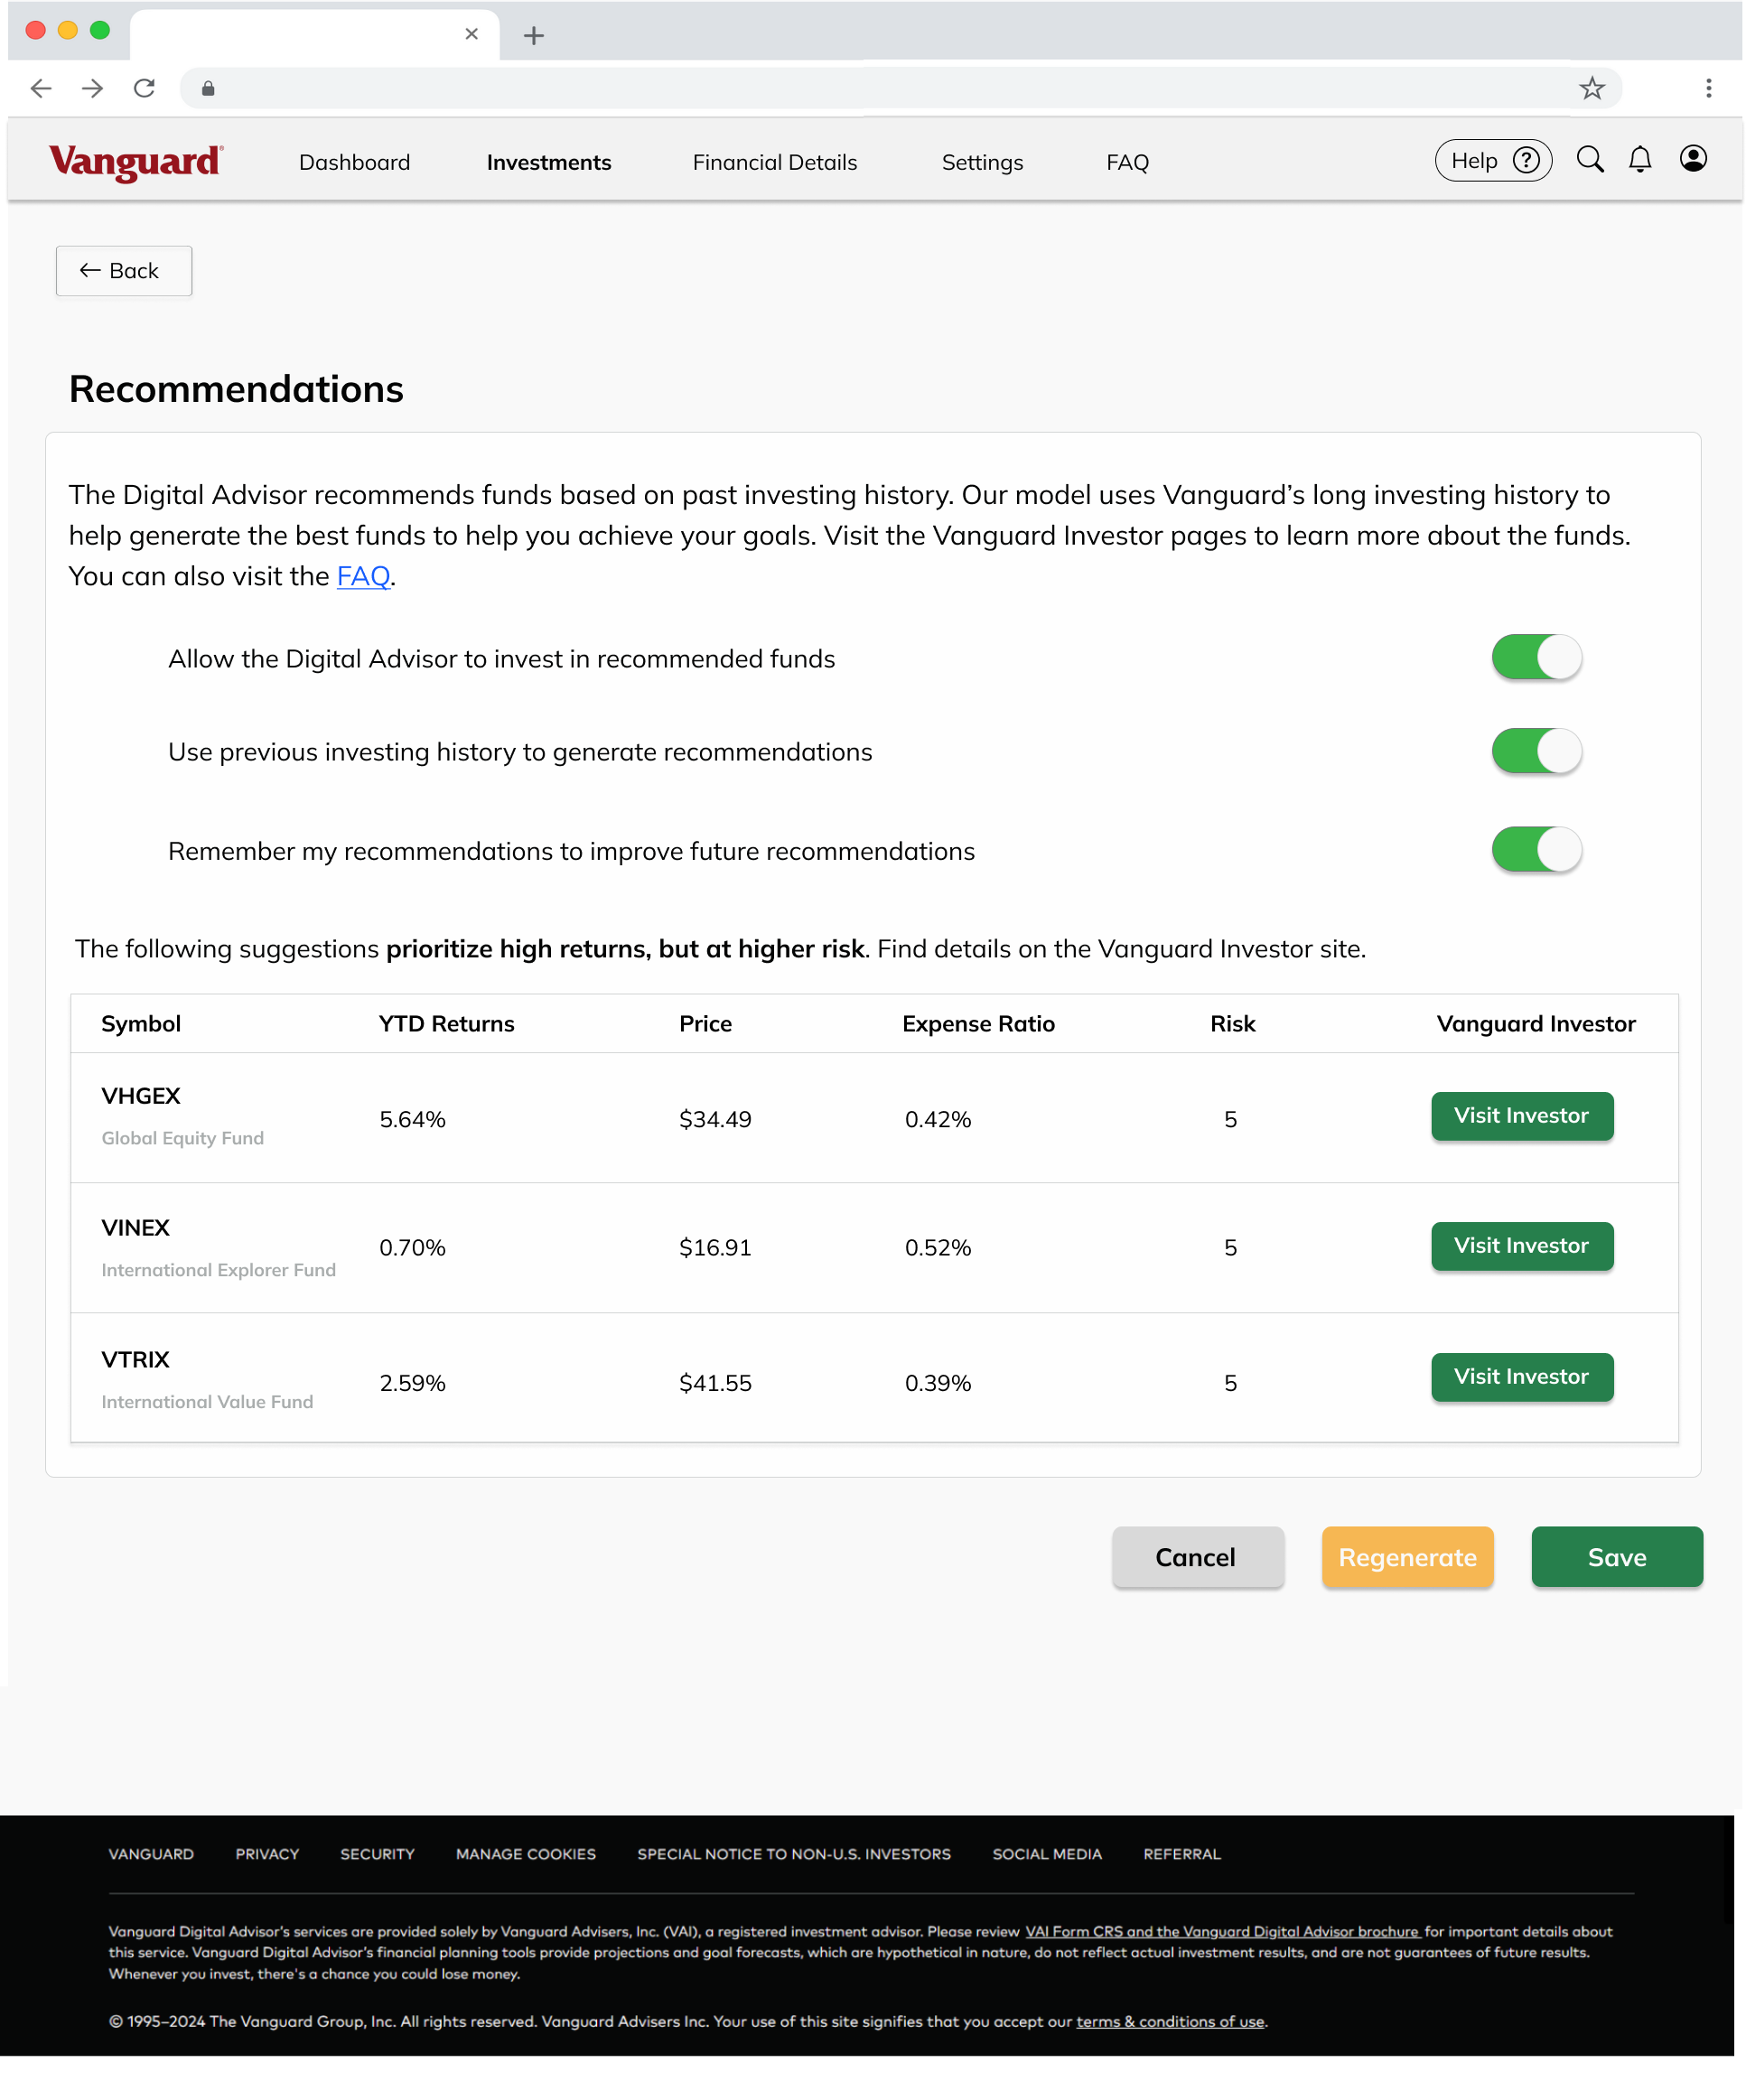 Vanguard®
Dashboard
Investments
Financial Details
Settings
FAQ
Help ?
← Back
Recommendations
The Digital Advisor recommends funds based on past investing history. Our model uses Vanguard’s long investing history to
help generate the best funds to help you achieve your goals. Visit the Vanguard Investor pages to learn more about the funds.
You can also visit the FAQ.
Allow the Digital Advisor to invest in recommended funds
Use previous investing history to generate recommendations
Remember my recommendations to improve future recommendations
The following suggestions prioritize high returns, but at higher risk. Find details on the Vanguard Investor site.
Symbol YTD Returns Price Expense Ratio Risk Vanguard Investor
VHGEX
Global Equity Fund
5.64% $34.49 0.42% 5 Visit Investor
VINEX
International Explorer Fund
0.70% $16.91 0.52% 5 Visit Investor
VTRIX
International Value Fund
2.59% $41.55 0.39% 5 Visit Investor
Cancel
Regenerate
Save
VANGUARD PRIVACY SECURITY MANAGE COOKIES SPECIAL NOTICE TO NON-U.S. INVESTORS SOCIAL MEDIA REFERRAL
Vanguard Digital Advisor’s services are provided solely by Vanguard Advisers, Inc. (VAI), a registered investment advisor. Please review VAI Form CRS and the Vanguard Digital Advisor brochure for important details about
this service. Vanguard Digital Advisor’s financial planning tools provide projections and goal forecasts, which are hypothetical in nature, do not reflect actual investment results, and are not guarantees of future results.
Whenever you invest, there's a chance you could lose money.
© 1995–2024 The Vanguard Group, Inc. All rights reserved. Vanguard Advisers Inc. Your use of this site signifies that you accept our terms & conditions of use.